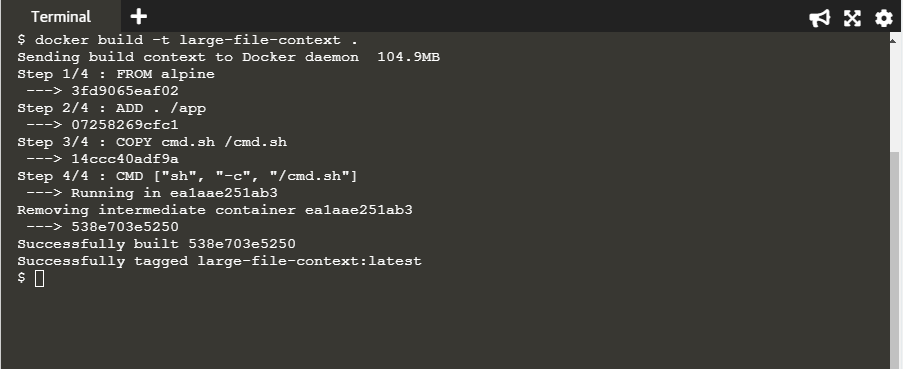 Terminal
$ docker build -t large-file-context .
Sending build context to Docker daemon  104.9MB
Step 1/4 : FROM alpine
 ---> 3fd9065eaf02
Step 2/4 : ADD . /app
 ---> 07258269cfc1
Step 3/4 : COPY cmd.sh /cmd.sh
 ---> 14ccc40adf9a
Step 4/4 : CMD ["sh", "-c", "/cmd.sh"]
 ---> Running in ea1aae251ab3
Removing intermediate container ea1aae251ab3
 ---> 538e703e5250
Successfully built 538e703e5250
Successfully tagged large-file-context:latest
$